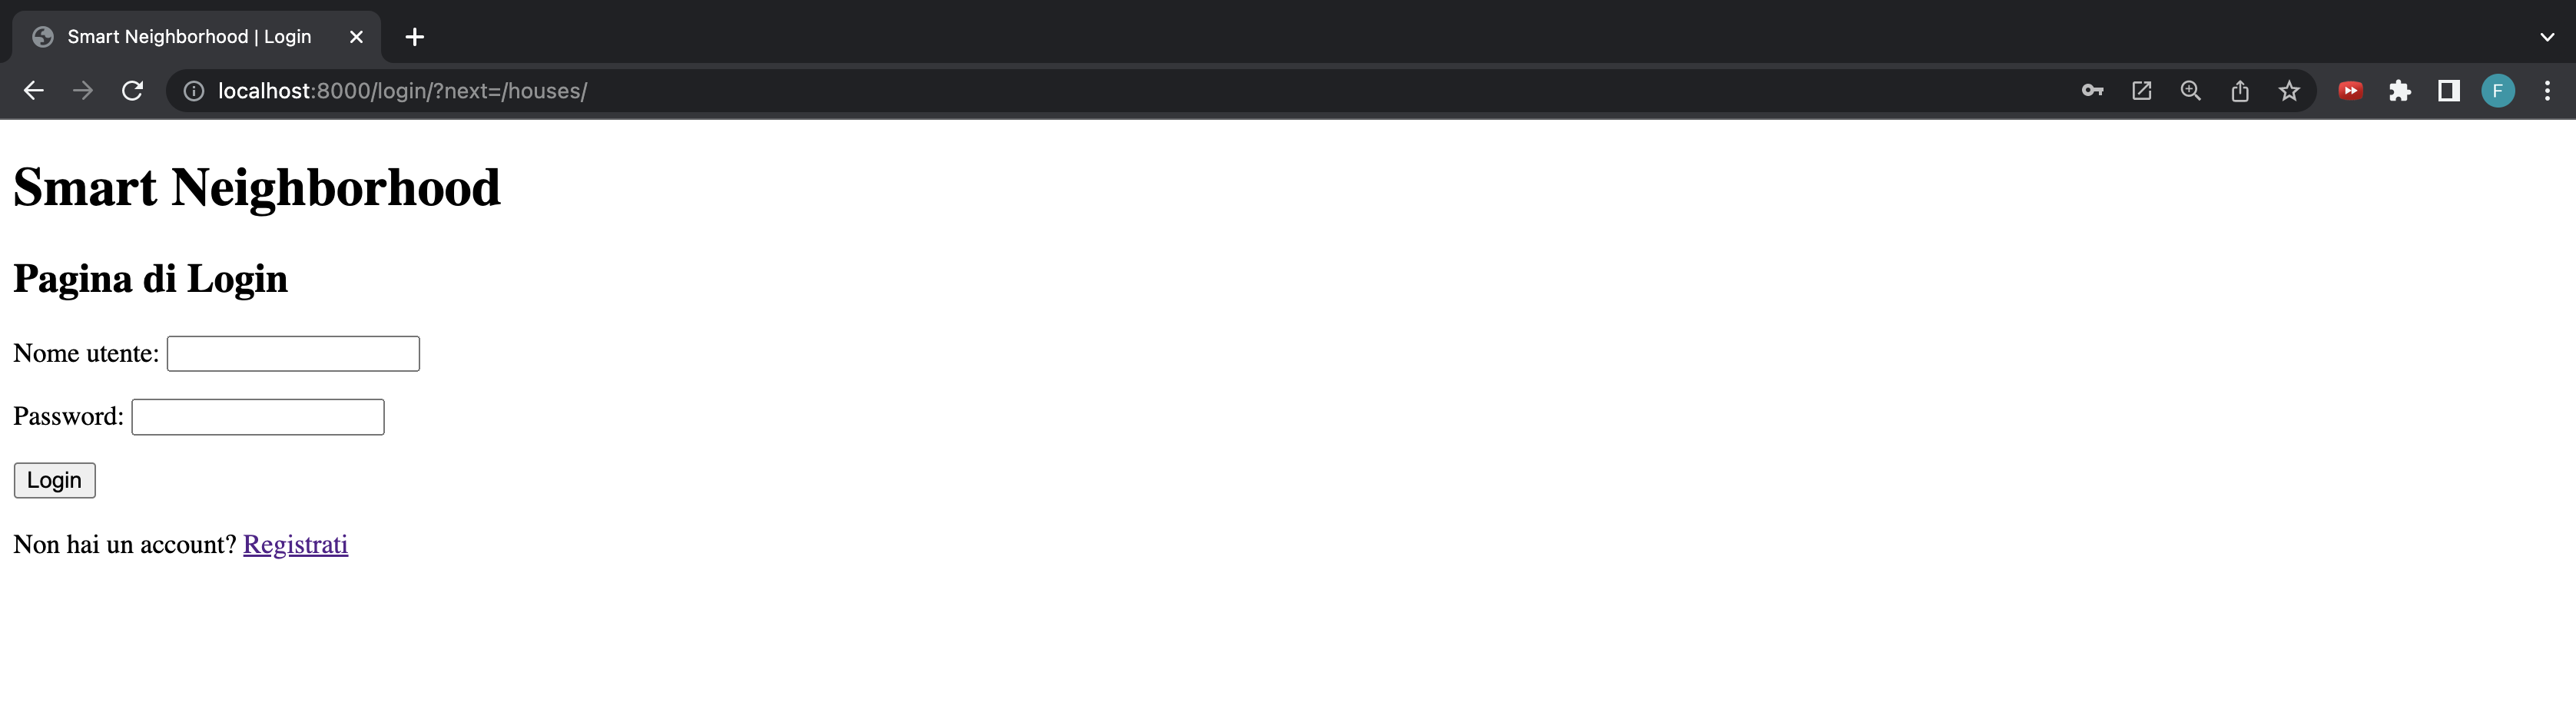 Smart Neighborhood | Login
localhost:8000/login/?next=/houses/
F
Smart Neighborhood
Pagina di Login
Nome utente:
Password:
Login
Non hai un account? Registrati